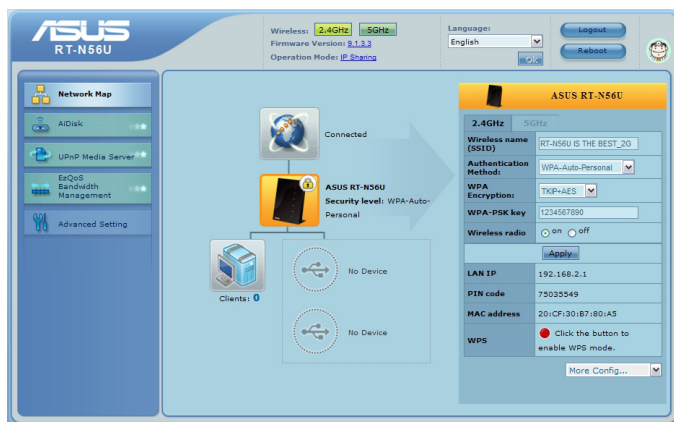 ASUS
RT-N56U
Wireless: 2.4GHz 5GHz
Firmware Version: 9.1.3.3
Operation Mode: IP Sharing
Language:
English
OK
Logout
Reboot
Network Map
AiDisk
UPnP Media Server
EzQoS
Bandwidth
Management
Advanced Setting
Connected
ASUS RT-N56U
Security level: WPA-Auto-
Personal
Clients: 0
No Device
No Device
ASUS RT-N56U
2.4GHz 5GHz
Wireless name
(SSID) RT-N56U IS THE BEST_2G
Authentication
Method: WPA-Auto-Personal
WPA
Encryption: TKIP+AES
WPA-PSK key 1234567890
Wireless radio on off
Apply
LAN IP 192.168.2.1
PIN code 75035549
MAC address 20:CF:30:B7:80:A5
WPS Click the button to
enable WPS mode.
More Config...